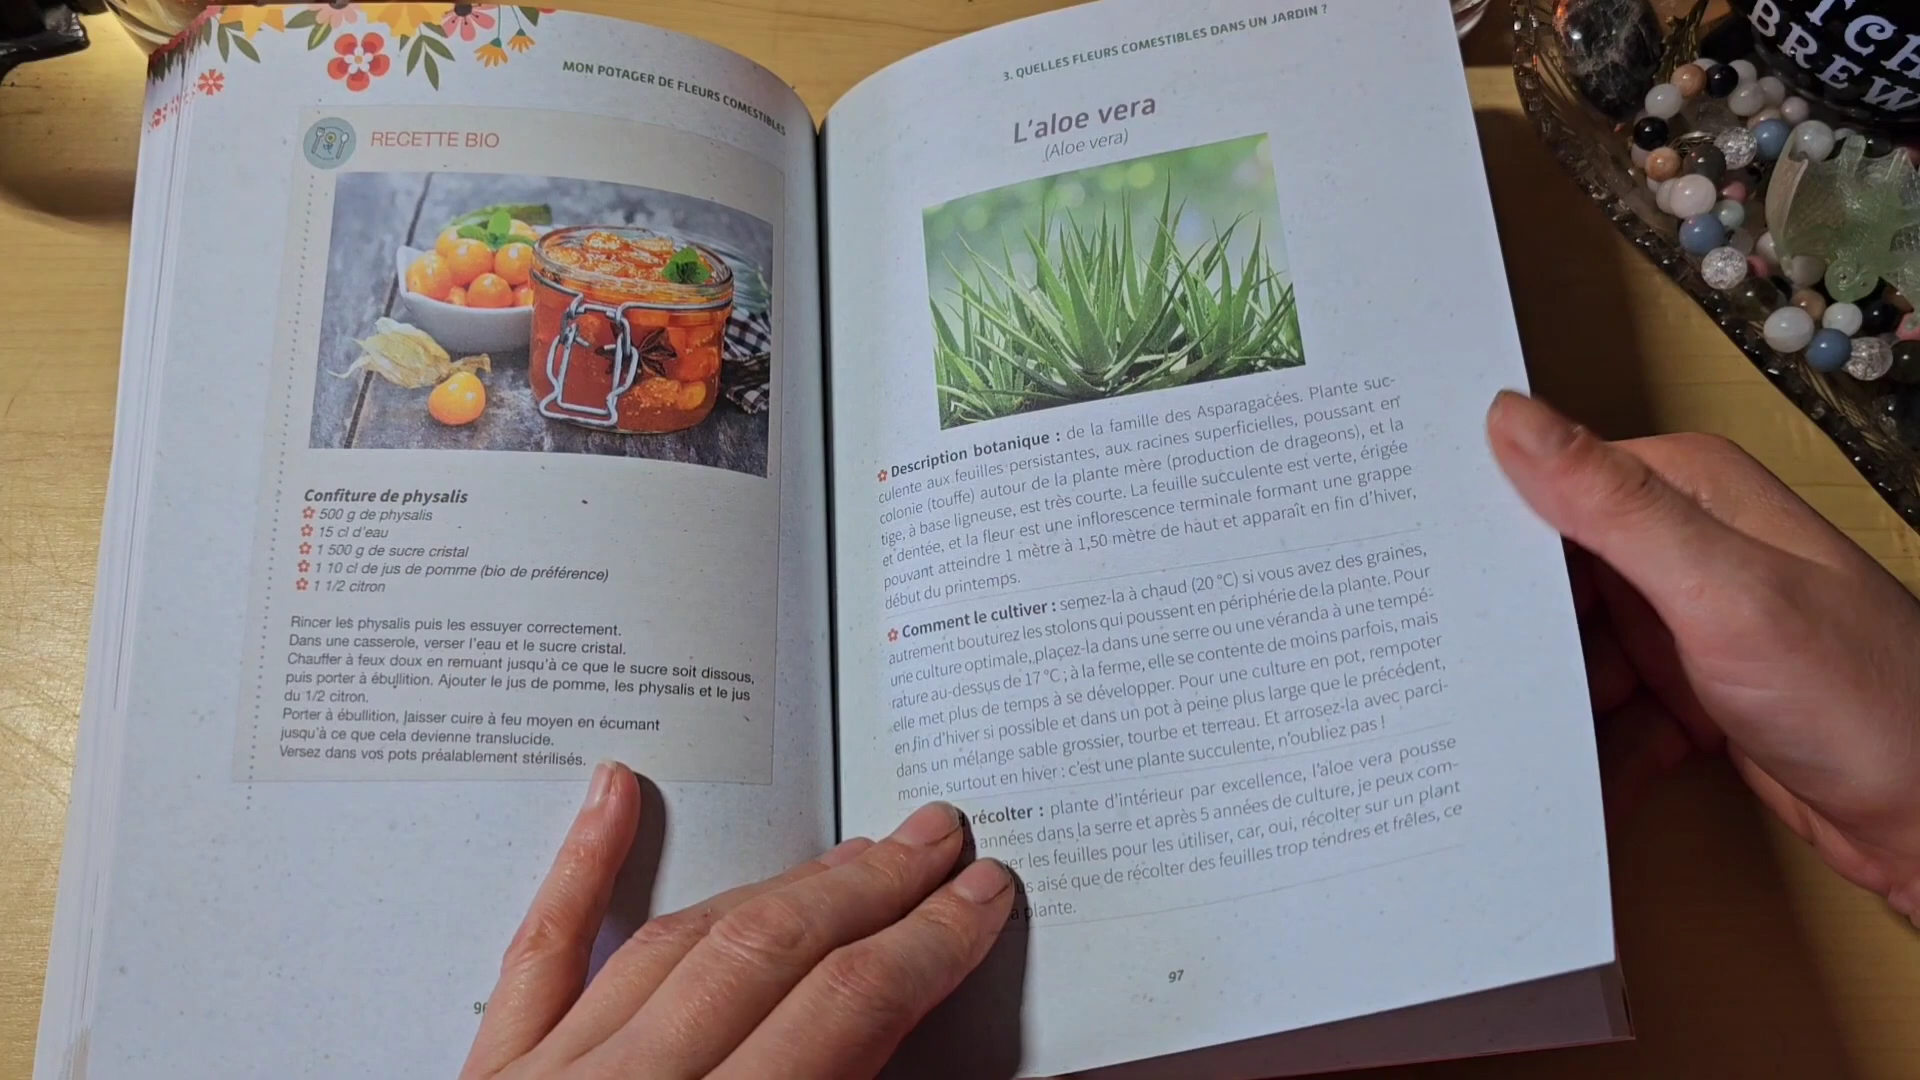 MON POTAGER DE FLEURS COMESTIBLES
RECETTE BIO
Confiture de physalis
500 g de physalis
15 cl d'eau
1 500 g de sucre cristal
1 10 cl de jus de pomme (bio de préférence)
1 1/2 citron
Rincer les physalis puis les essuyer correctement.
Dans une casserole, verser l'eau et le sucre cristal.
Chauffer à feux doux en remuant jusqu'à ce que le sucre soit dissous,
puis porter à ébullition. Ajouter le jus de pomme, les physalis et le jus
du 1/2 citron.
Porter à ébullition, laisser cuire à feu moyen en écumant
jusqu'à ce que cela devienne translucide.
Versez dans vos pots préalablement stérilisés.
3. QUELLES FLEURS COMESTIBLES DANS UN JARDIN ?
L'aloe vera
(Aloe vera)
Description botanique : de la famille des Asparagacées. Plante suc-
culente aux feuilles persistantes, aux racines superficielles, poussant en
colonie (touffe) autour de la plante mère (production de drageons), et la
tige, à base ligneuse, est très courte. La feuille succulente est verte, érigée
et dentée, et la fleur est une inflorescence terminale formant une grappe
pouvant atteindre 1 mètre à 1,50 mètre de haut et apparaît en fin d'hiver,
début du printemps.
Comment le cultiver : semez-la à chaud (20 °C) si vous avez des graines,
autrement bouturez les stolons qui poussent en périphérie de la plante. Pour
une culture optimale, placez-la dans une serre ou une véranda à une tempé-
rature au-dessus de 17 °C ; à la ferme, elle se contente de moins parfois, mais
elle met plus de temps à se développer. Pour une culture en pot, rempoter
en fin d'hiver si possible et dans un pot à peine plus large que le précédent,
dans un mélange sable grossier, tourbe et terreau. Et arrosez-la avec parci-
monie, surtout en hiver : c'est une plante succulente, n'oubliez pas !
récolter : plante d'intérieur par excellence, l'aloe vera pousse
années dans la serre et après 5 années de culture, je peux com-
les feuilles pour les utiliser, car, oui, récolter sur un plant
aisé que de récolter des feuilles trop tendres et frêles, ce
plante.
97
BREW